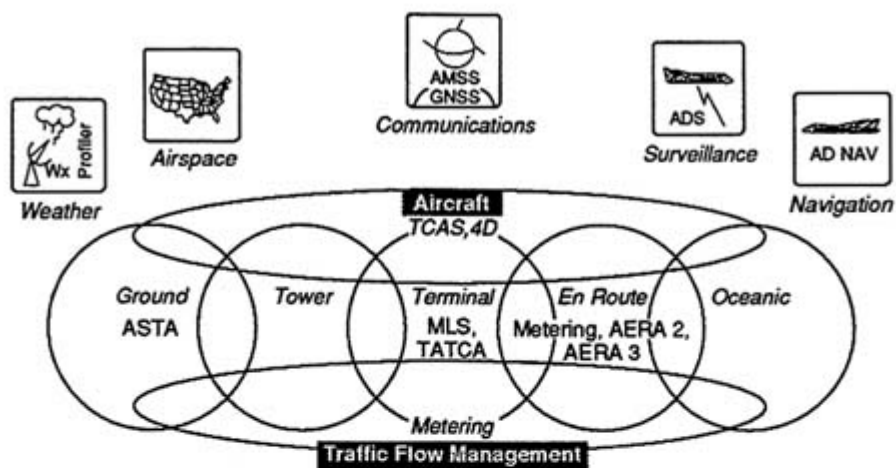 AMSS
GNSS
Communications
Airspace
ADS
Surveillance
Wx
Profiler
Weather
AD NAV
Navigation
Aircraft
TCAS,4D
Ground
ASTA
Tower
Terminal
MLS,
TATCA
En Route
Metering, AERA 2,
AERA 3
Oceanic
Metering
Traffic Flow Management